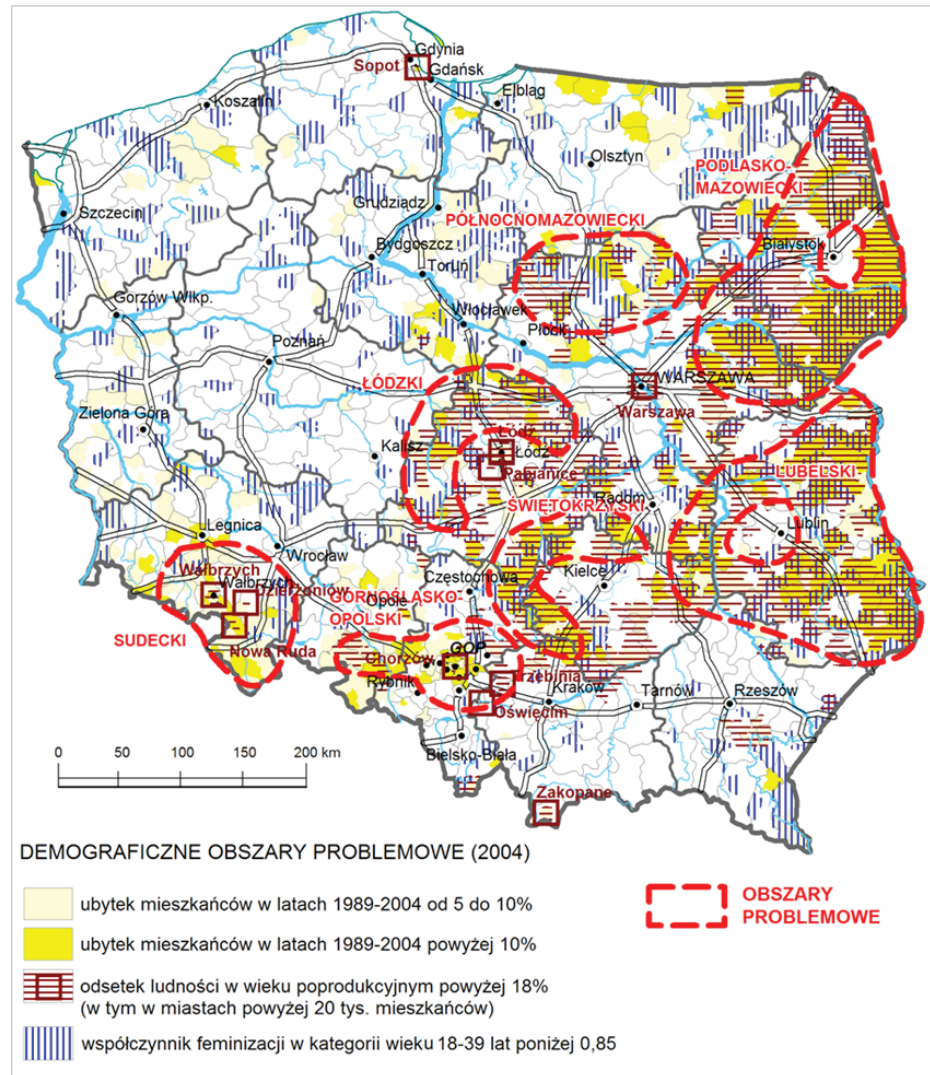 Gdynia
Sopot
Gdańsk
Koszalin
Elbląg
Olsztyn
PODLASKO-
MAZOWIECKI
Szczecin
Grudziądz
PÓŁNOCNOMAZOWIECKI
Bydgoszcz
Białystok
Toruń
Gorzów Wlkp.
Włocławek
Płock
Poznań
WARSZAWA
ŁÓDZKI
Warszawa
Zielona Góra
Kalisz
Łódź
Łódź
Pabianice
LUBELSKI
ŚWIĘTOKRZYSKI
Radom
Lublin
Legnica
Wrocław
Wałbrzych
Wałbrzych
Dzierżoniów
Częstochowa
Kielce
GÓRNOŚLĄSKO-
OPOLSKI
Opole
SUDECKI
Nowa Ruda
Chorzów
GOP
Rybnik
Trzebinia
Kraków
Tarnów
Rzeszów
Oświęcim
Bielsko-Biała
0 50 100 150 200 km
Zakopane
DEMOGRAFICZNE OBSZARY PROBLEMOWE (2004)
ubytek mieszkańców w latach 1989-2004 od 5 do 10%
OBSZARY
PROBLEMOWE
ubytek mieszkańców w latach 1989-2004 powyżej 10%
odsetek ludności w wieku poprodukcyjnym powyżej 18%
(w tym w miastach powyżej 20 tys. mieszkańców)
współczynnik feminizacji w kategorii wieku 18-39 lat poniżej 0,85